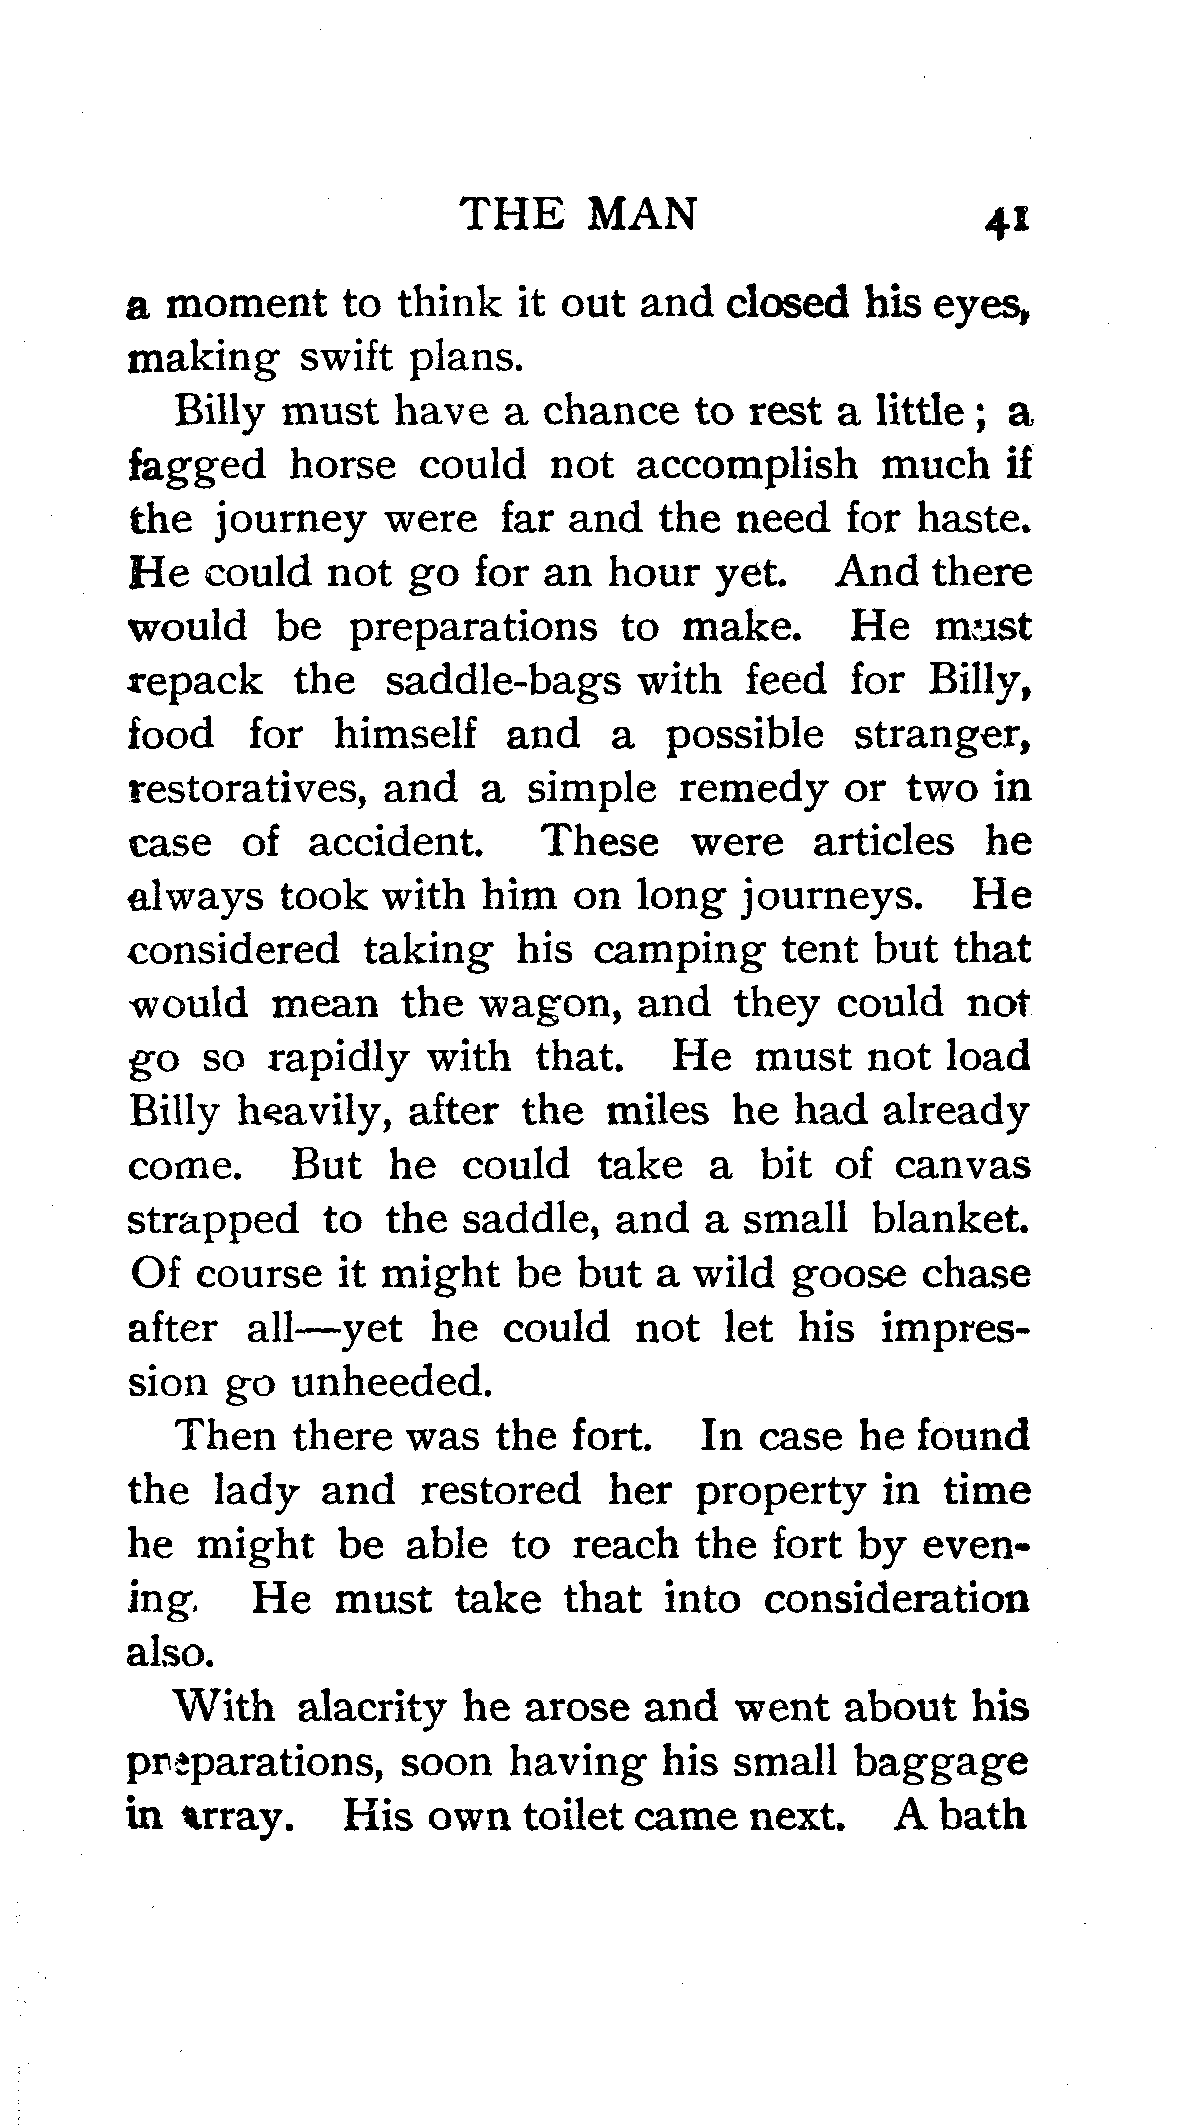 THE MAN 41
a moment to think it out and closed his eyes,
making swift plans.
Billy must have a chance to rest a little; a
fagged horse could not accomplish much if
the journey were far and the need for haste.
He could not go for an hour yet. And there
would be preparations to make. He must
repack the saddle-bags with feed for Billy,
food for himself and a possible stranger,
restoratives, and a simple remedy or two in
case of accident. These were articles he
always took with him on long journeys. He
considered taking his camping tent but that
would mean the wagon, and they could not
go so rapidly with that. He must not load
Billy heavily, after the miles he had already
come. But he could take a bit of canvas
strapped to the saddle, and a small blanket.
Of course it might be but a wild goose chase
after all—yet he could not let his impres-
sion go unheeded.
Then there was the fort. In case he found
the lady and restored her property in time
he might be able to reach the fort by even-
ing. He must take that into consideration
also.
With alacrity he arose and went about his
preparations, soon having his small baggage
in array. His own toilet came next. A bath